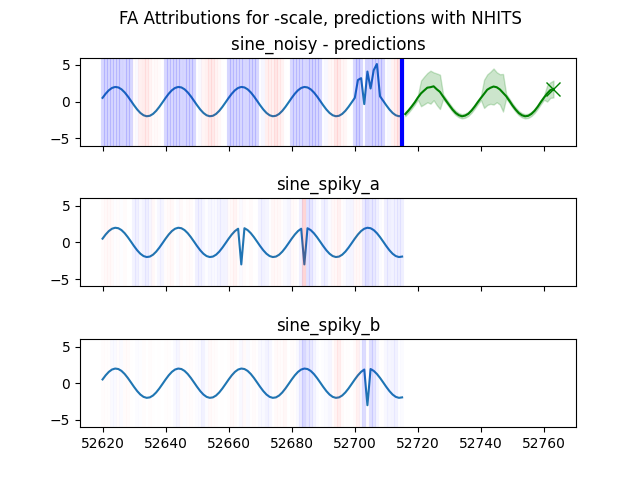 FA Attributions for -scale, predictions with NHITS
sine_noisy - predictions
5
0
−5
sine_spiky_a
5
0
−5
sine_spiky_b
5
0
−5
52620 52640 52660 52680 52700 52720 52740 52760